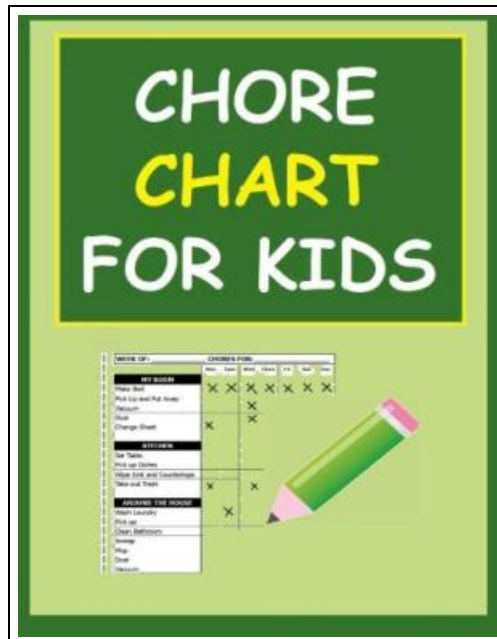 CHORE
CHART
FOR KIDS
WEEK OF: CHORES FOR:
Mon Tues Wed Thurs Fri Sat Sun
MY ROOM
Make Bed
Pick Up and Put Away
Vacuum
Dust
Change Sheet
KITCHEN
Set Table
Pick up Dishes
Wipe Sink and Countertops
Take out Trash
AROUND THE HOUSE
Wash Laundry
Pick up
Clean Bathroom
Sweep
Mop
Dust
Vacuum